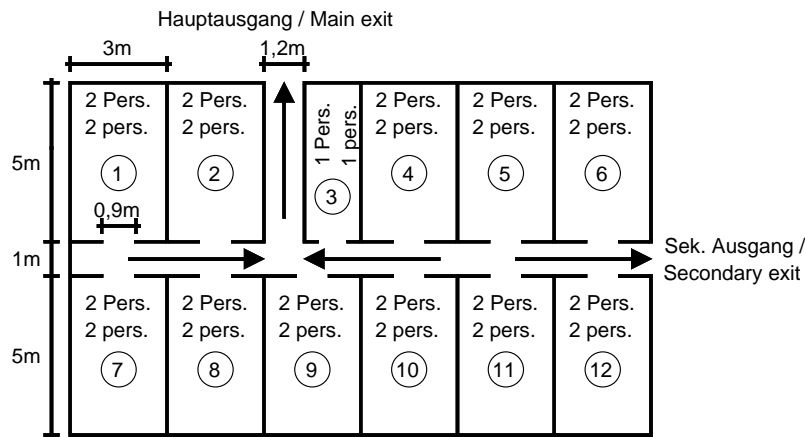 Hauptausgang / Main exit
3m
1,2m
2 Pers.
2 pers.
1
2 Pers.
2 pers.
2
1 Pers.
1 pers.
3
2 Pers.
2 pers.
4
2 Pers.
2 pers.
5
2 Pers.
2 pers.
6
5m
0,9m
1m
Sek. Ausgang /
Secondary exit
5m
2 Pers.
2 pers.
7
2 Pers.
2 pers.
8
2 Pers.
2 pers.
9
2 Pers.
2 pers.
10
2 Pers.
2 pers.
11
2 Pers.
2 pers.
12